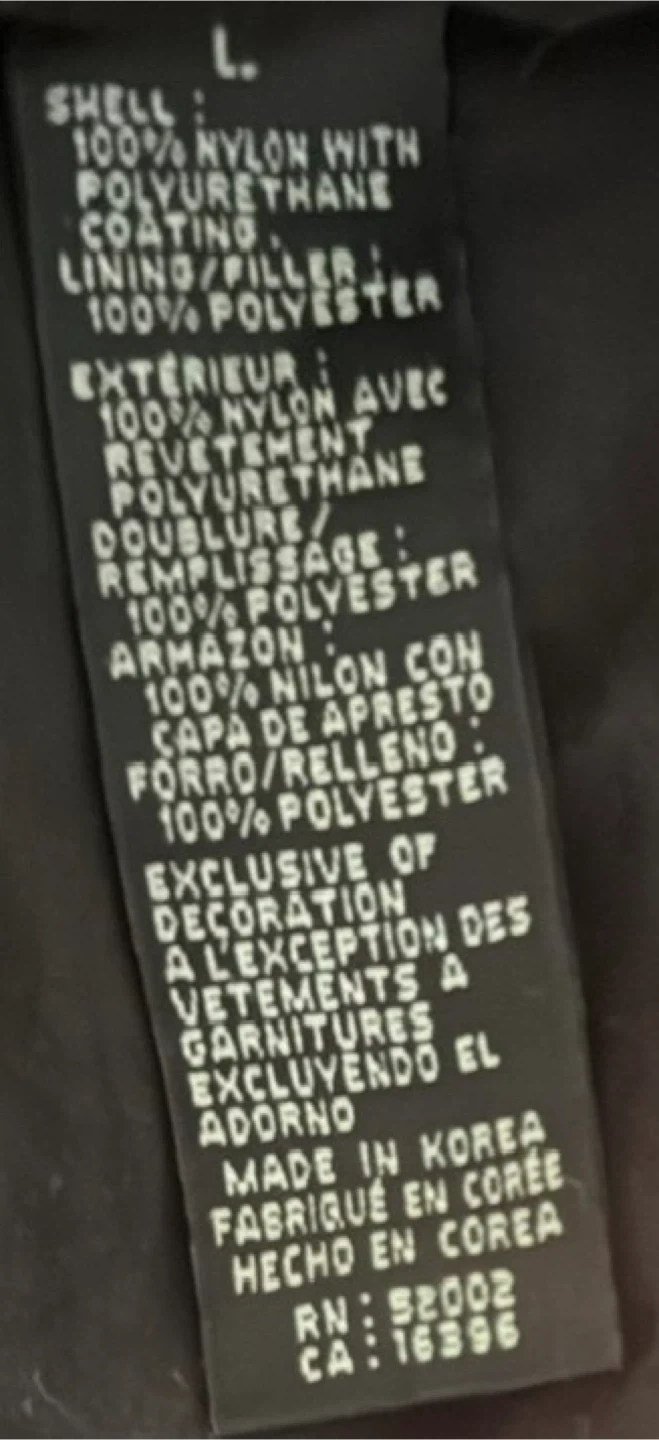 L.
SHELL :
100% NYLON WITH
POLYURETHANE
COATING.
LINING/FILLER :
100% POLYESTER
EXTÉRIEUR :
100% NYLON AVEC
REVÊTEMENT
POLYURETHANE
DOUBLURE/
REMPLISSAGE :
100% POLYESTER
ARMAZON :
100% NILON CON
CAPA DE APRESTO
FORRO/RELLENO :
100% POLYESTER
EXCLUSIVE OF
DECORATION
A L'EXCEPTION DES
VETEMENTS A
GARNITURES
EXCLUYENDO EL
ADORNO
MADE IN KOREA
FABRIQUÉ EN CORÉE
HECHO EN COREA
RN : 52002
CA : 16396